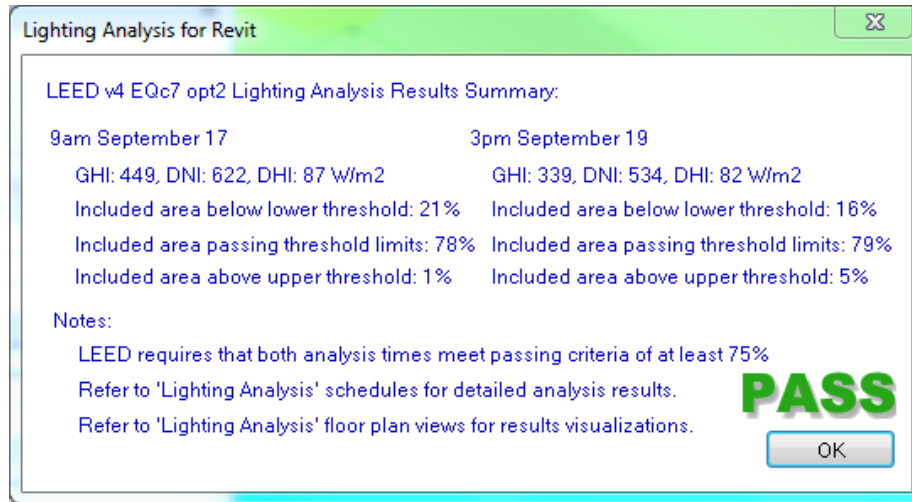 Lighting Analysis for Revit
LEED v4 EQc7 opt2 Lighting Analysis Results Summary:
9am September 17
GHI: 449, DNI: 622, DHI: 87 W/m2
Included area below lower threshold: 21%
Included area passing threshold limits: 78%
Included area above upper threshold: 1%
3pm September 19
GHI: 339, DNI: 534, DHI: 82 W/m2
Included area below lower threshold: 16%
Included area passing threshold limits: 79%
Included area above upper threshold: 5%
Notes:
LEED requires that both analysis times meet passing criteria of at least 75%
Refer to 'Lighting Analysis' schedules for detailed analysis results.
Refer to 'Lighting Analysis' floor plan views for results visualizations.
PASS
OK